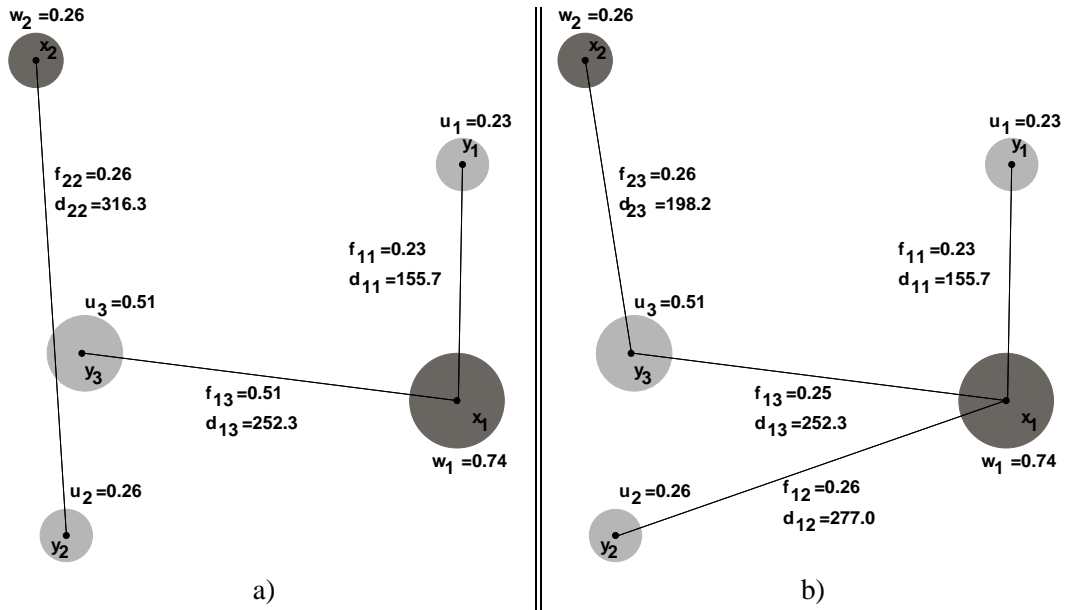 w2 =0.26
x2
u1 =0.23
y1
f22 =0.26
d22 =316.3
f11 =0.23
d11 =155.7
u3 =0.51
y3
f13 =0.51
d13 =252.3
x1
w1 =0.74
u2 =0.26
y2
a)
w2 =0.26
x2
u1 =0.23
y1
f23 =0.26
d23 =198.2
f11 =0.23
d11 =155.7
u3 =0.51
y3
f13 =0.25
d13 =252.3
x1
w1 =0.74
u2 =0.26
f12 =0.26
d12 =277.0
y2
b)